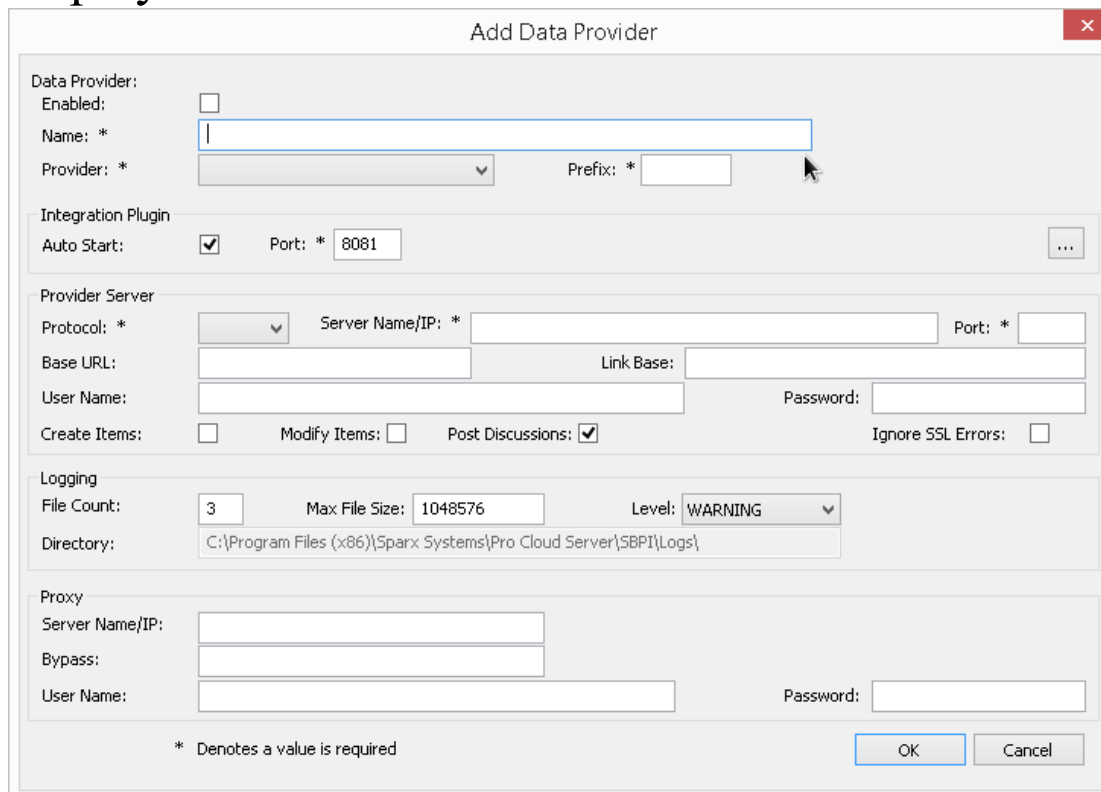 Add Data Provider
Data Provider:
Enabled:
Name: *
Provider: * Prefix: *
Integration Plugin
Auto Start: Port: * 8081 ...
Provider Server
Protocol: * Server Name/IP: * Port: *
Base URL: Link Base:
User Name: Password:
Create Items: Modify Items: Post Discussions: Ignore SSL Errors:
Logging
File Count: 3 Max File Size: 1048576 Level: WARNING
Directory: C:\Program Files (x86)\Sparx Systems\Pro Cloud Server\SBPI\Logs\
Proxy
Server Name/IP:
Bypass:
User Name: Password:
* Denotes a value is required OK Cancel